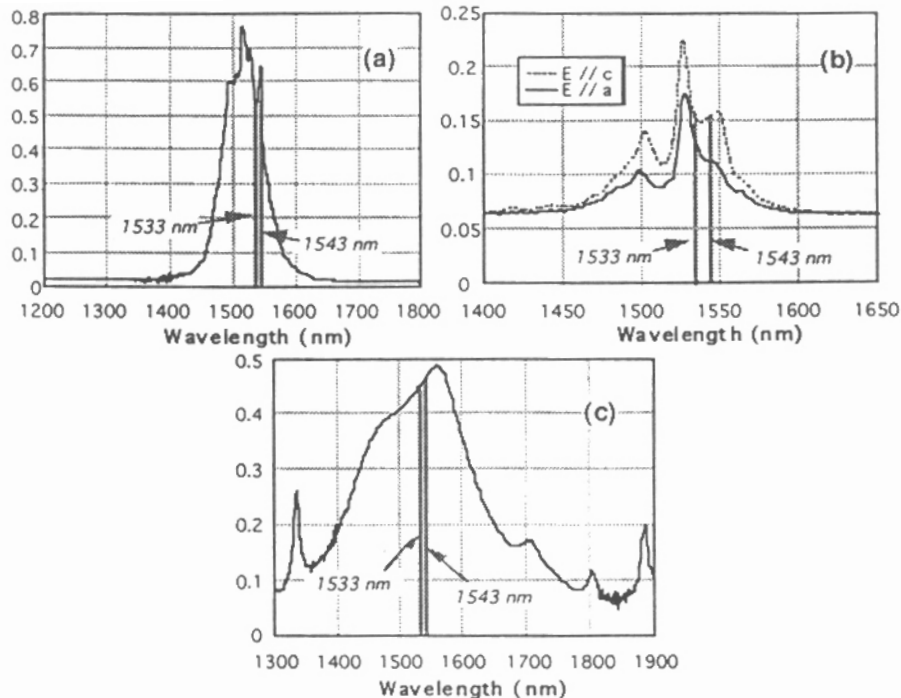 0.8
0.7
0.6
0.5
0.4
0.3
0.2
0.1
0
(a)
1533 nm
1543 nm
1200 1300 1400 1500 1600 1700 1800
Wavelength (nm)
0.25
0.2
0.15
0.1
0.05
0
E // c
E // a
(b)
1533 nm
1543 nm
1400 1450 1500 1550 1600 1650
Wavelength (nm)
0.5
0.4
0.3
0.2
0.1
0
(c)
1533 nm
1543 nm
1300 1400 1500 1600 1700 1800 1900
Wavelength (nm)